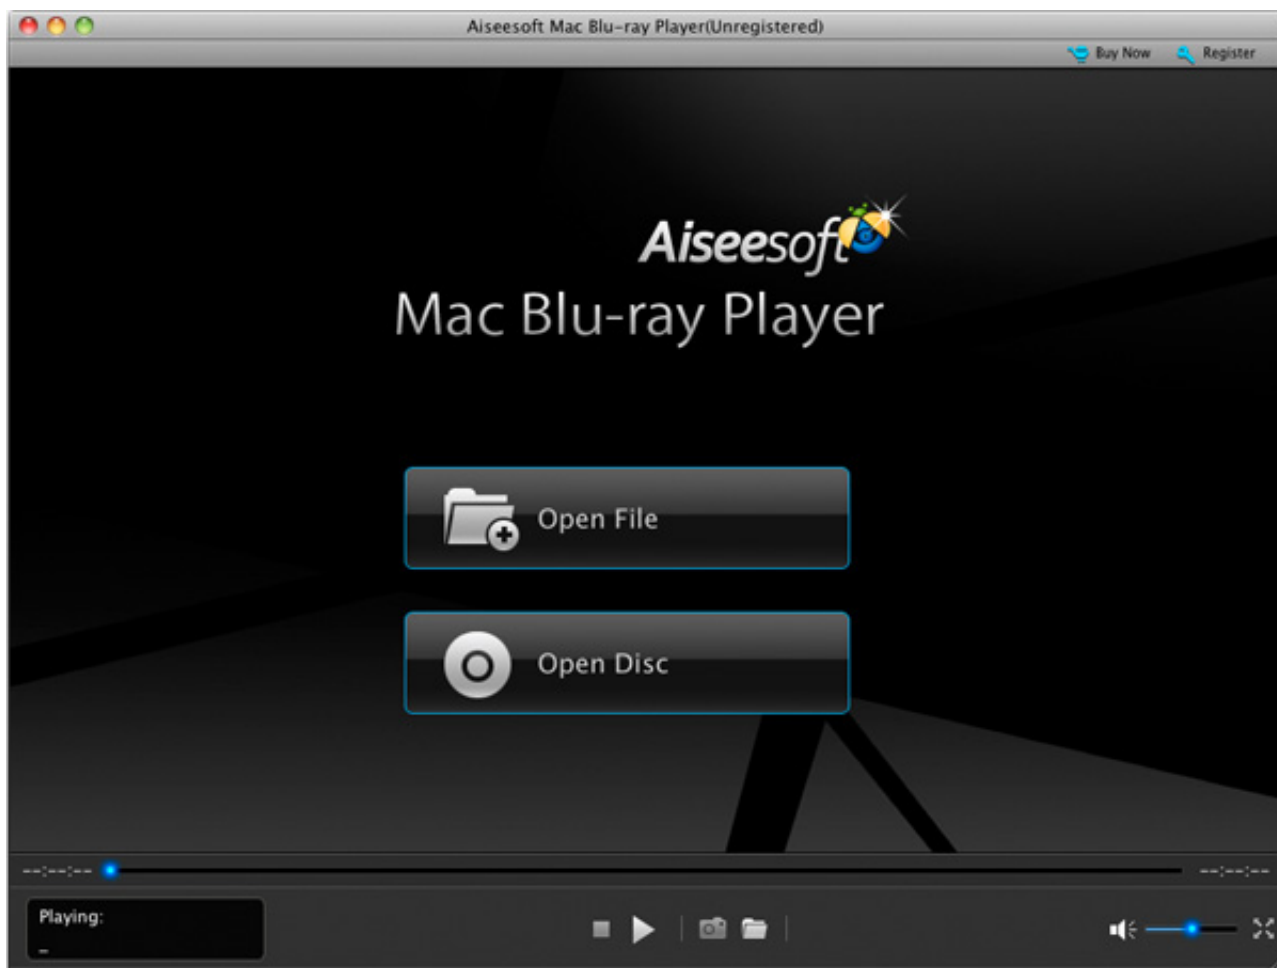 Aiseesoft Mac Blu-ray Player(Unregistered)
Buy Now Register
Aiseesoft
Mac Blu-ray Player
Open File
Open Disc
--:--:-- --:--:--
Playing:
_